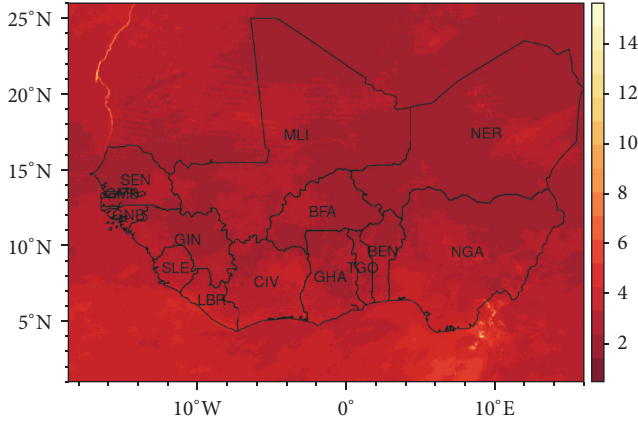 25°N
20°N
15°N
10°N
5°N
MLI
NER
SEN
GMB
GNB
BFA
GIN
BEN
NGA
SLE
CIV
GHA
TGO
LBR
10°W
0°
10°E
14
12
10
8
6
4
2